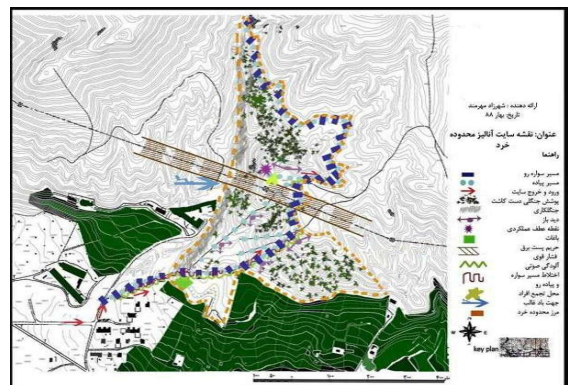 ارائه دهنده : شهرزاد مهرمند
تاریخ: بهار ۸۸
عنوان: نقشه سایت آنالیز محدوده
خرد
راهنما
مسیر سواره رو
مسیر پیاده
ورود و خروج سایت
پوشش جنگلی دست کاشت
جنگلکاری
دید باز
نقطه عطف عملکردی
باغات
حریم پست برق
فشار قوی
آلودگی صوتی
اختلاط مسیر سواره
و پیاده رو
محل تجمع افراد
جهت باد غالب
مرز محدوده خرد
key plan